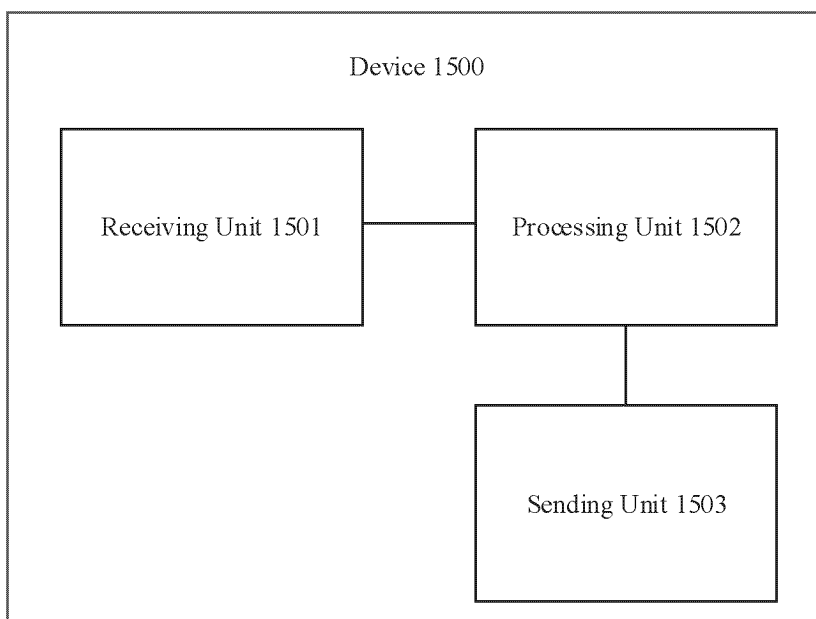 Device 1500
Receiving Unit 1501
Processing Unit 1502
Sending Unit 1503